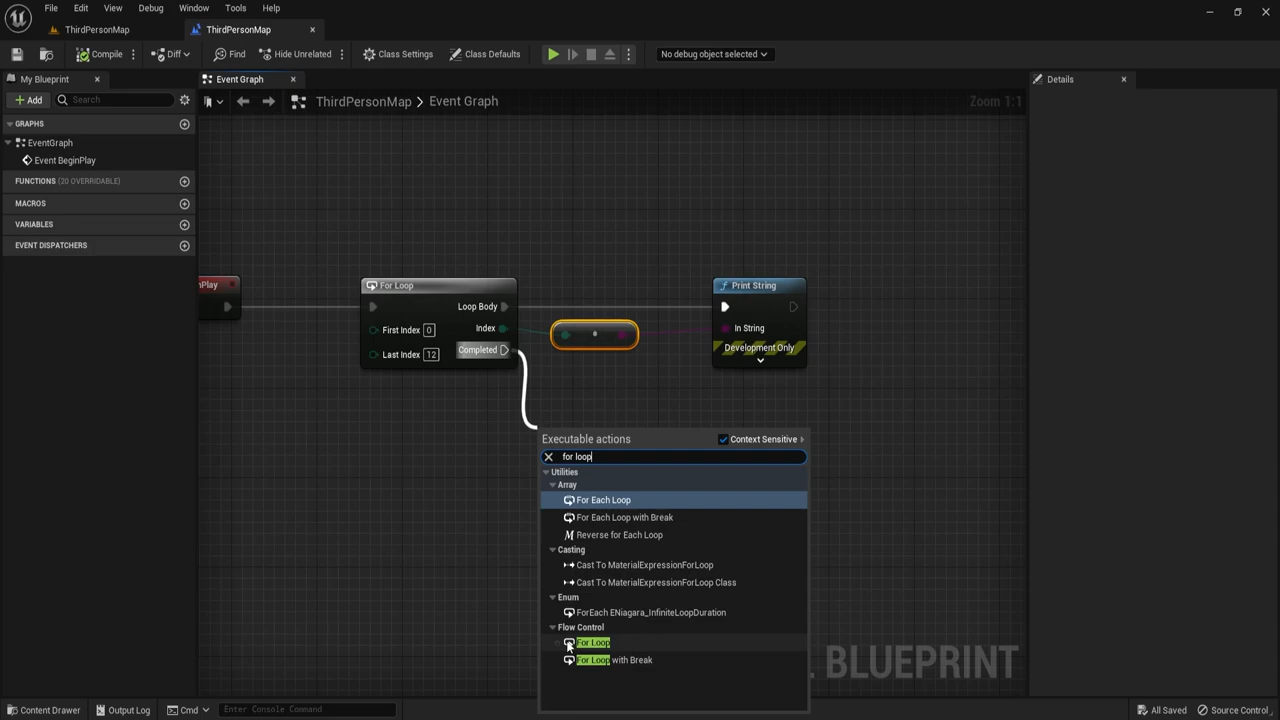 File Edit View Debug Window Tools Help
ThirdPersonMap ThirdPersonMap
Compile Diff Find Hide Unrelated Class Settings Class Defaults No debug object selected
My Blueprint Event Graph Details
Add Search ThirdPersonMap > Event Graph Zoom 1:1
GRAPHS
EventGraph
Event BeginPlay
FUNCTIONS (20 OVERRIDABLE)
MACROS
VARIABLES
EVENT DISPATCHERS
nPlay For Loop Print String
Loop Body
First Index 0 Index In String
Last Index 12 Completed Development Only
Executable actions Context Sensitive
for loop
Utilities
Array
For Each Loop
For Each Loop with Break
Reverse for Each Loop
Casting
Cast To MaterialExpressionForLoop
Cast To MaterialExpressionForLoop Class
Enum
ForEach ENiagara_InfiniteLoopDuration
Flow Control
For Loop
For Loop with Break
BLUEPRINT
Content Drawer Output Log Cmd Enter Console Command All Saved Source Control